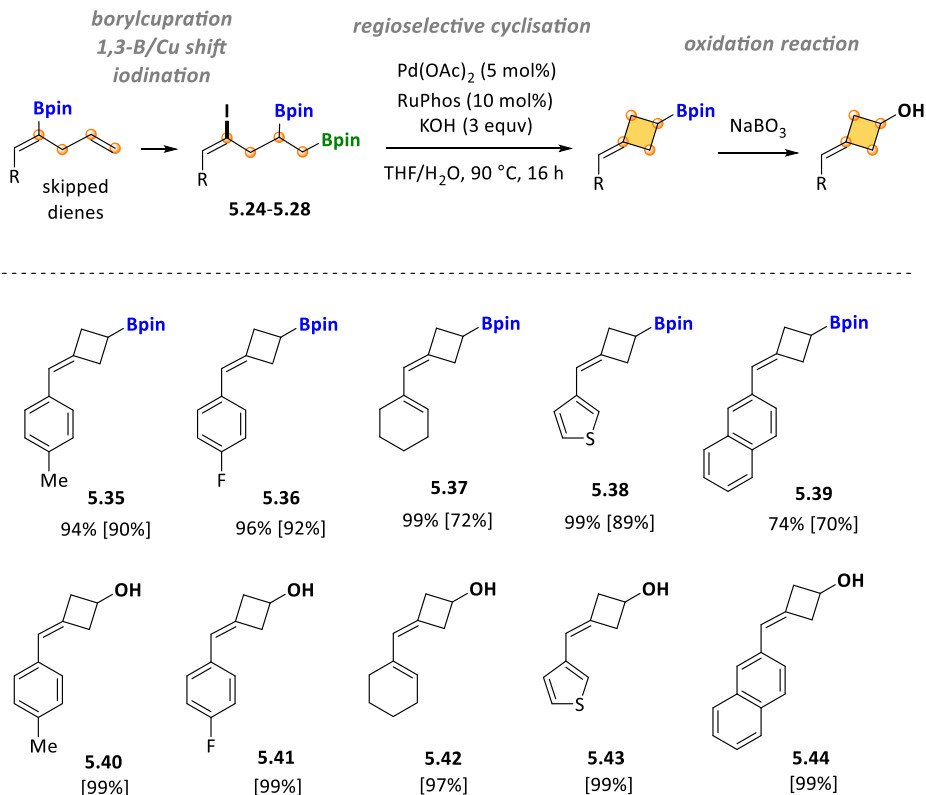 borylcupration
1,3-B/Cu shift
iodination
regioselective cyclisation
oxidation reaction
Pd(OAc)2 (5 mol%)
RuPhos (10 mol%)
KOH (3 equv)
THF/H2O, 90 °C, 16 h
NaBO3
Bpin
R
skipped
dienes
I
Bpin
Bpin
R
5.24-5.28
Bpin
R
OH
R
Bpin
Me
5.35
94% [90%]
Bpin
F
5.36
96% [92%]
Bpin
5.37
99% [72%]
Bpin
S
5.38
99% [89%]
Bpin
5.39
74% [70%]
OH
Me
5.40
[99%]
OH
F
5.41
[99%]
OH
5.42
[97%]
OH
S
5.43
[99%]
OH
5.44
[99%]